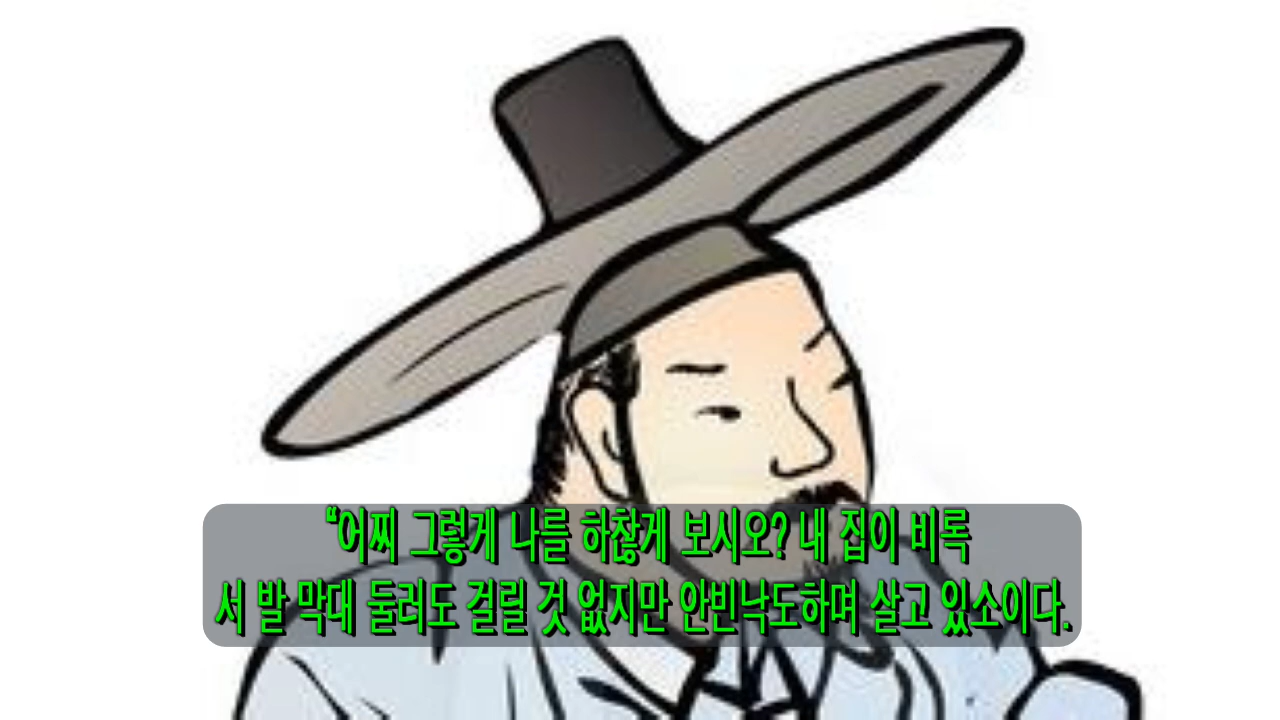 “어찌 그렇게 나를 하찮게 보시오? 내 집이 비록
서 발 막대 둘러도 걸릴 것 없지만 안빈낙도하며 살고 있소이다.